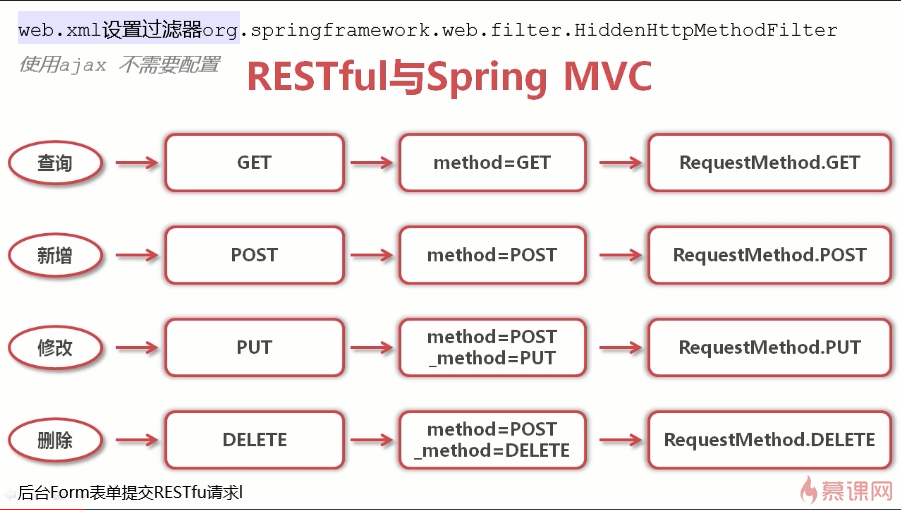 web.xml设置过滤器org.springframework.web.filter.HiddenHttpMethodFilter
使用ajax 不需要配置
RESTful与Spring MVC
查询 GET method=GET RequestMethod.GET
新增 POST method=POST RequestMethod.POST
修改 PUT method=POST RequestMethod.PUT
_method=PUT
删除 DELETE method=POST RequestMethod.DELETE
_method=DELETE
后台Form表单提交RESTfu请求l
慕课网